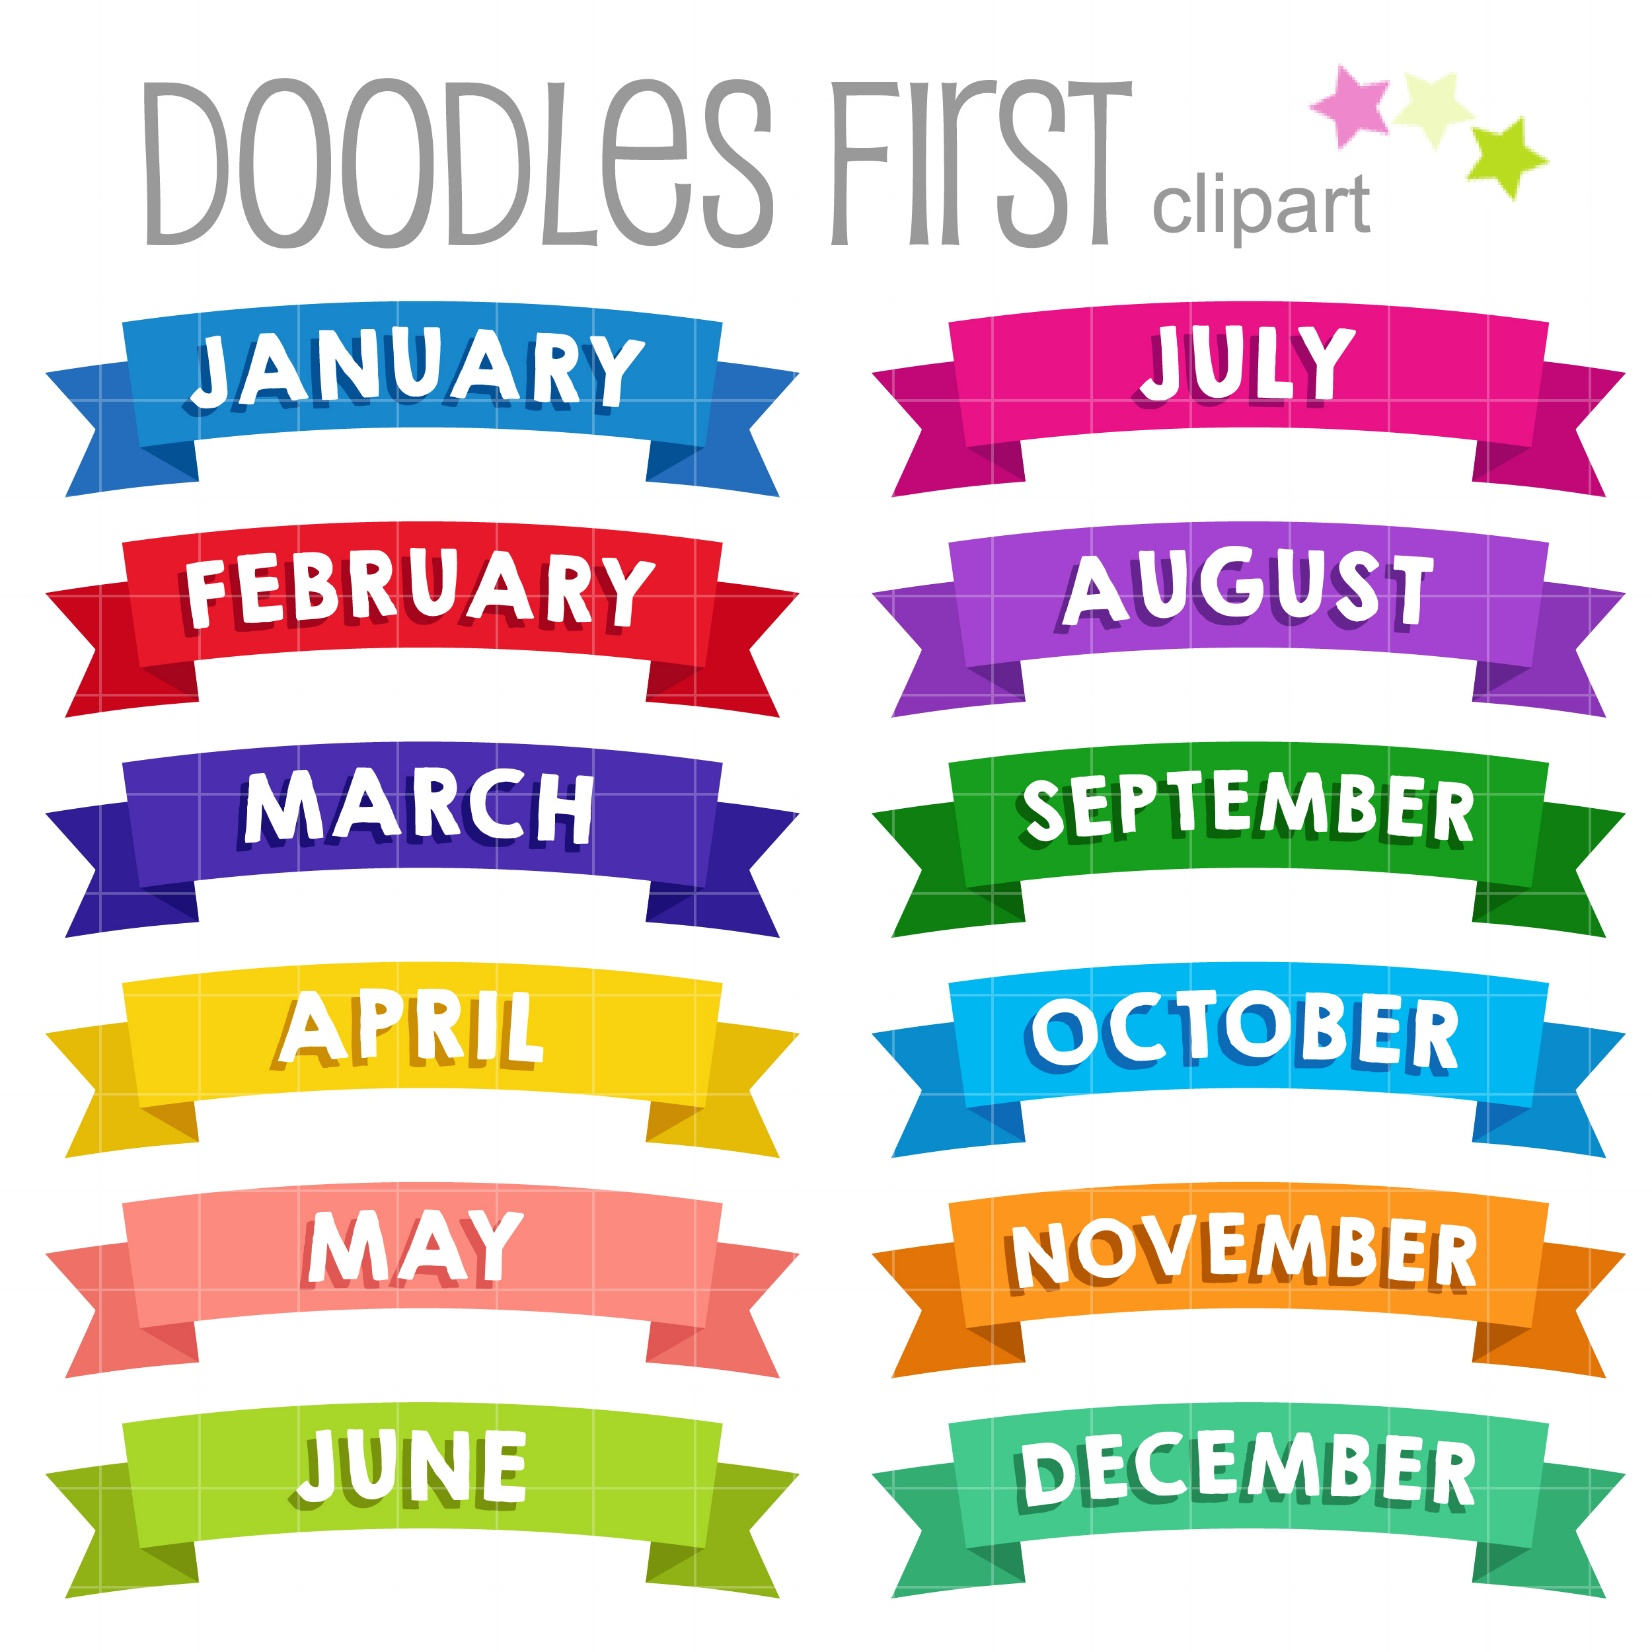 DOODLES FIRST clipart
JANUARY
FEBRUARY
MARCH
APRIL
MAY
JUNE
JULY
AUGUST
SEPTEMBER
OCTOBER
NOVEMBER
DECEMBER